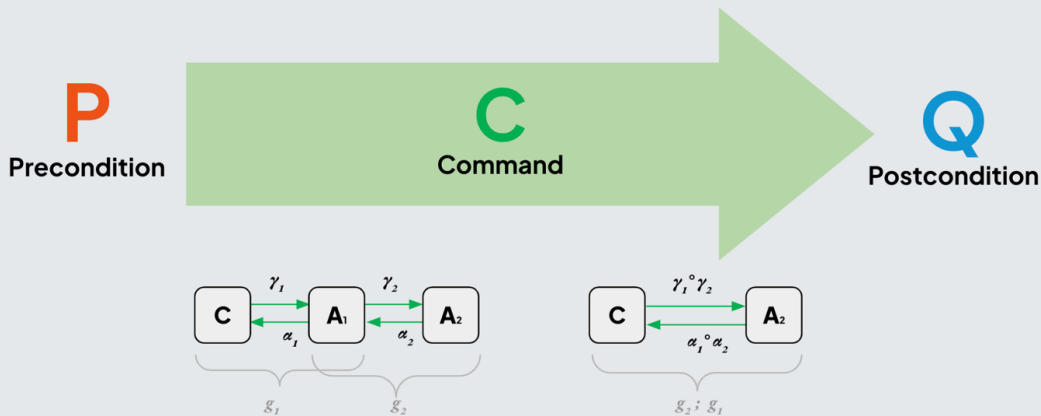 P
Precondition
C
Command
Q
Postcondition
γ₁
γ₂
C
A₁
A₂
α₁
α₂
g₁
g₂
γ₁°γ₂
C
A₂
α₁°α₂
g₂ ; g₁